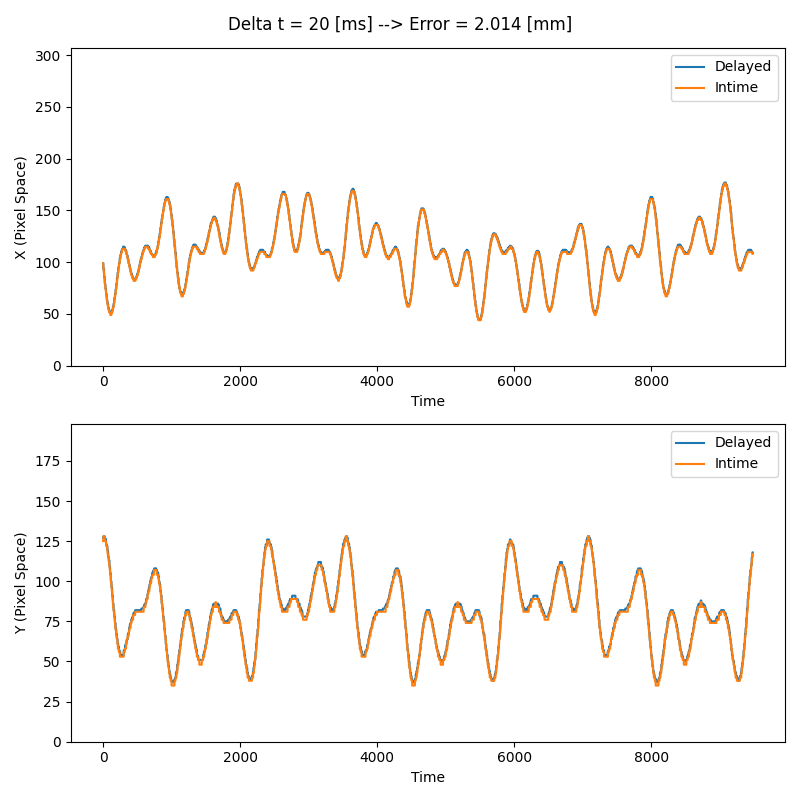 Delta t = 20 [ms] --> Error = 2.014 [mm]
300
250
200
150
100
50
0
X (Pixel Space)
Delayed
Intime
0 2000 4000 6000 8000
Time
175
150
125
100
75
50
25
0
Y (Pixel Space)
Delayed
Intime
0 2000 4000 6000 8000
Time